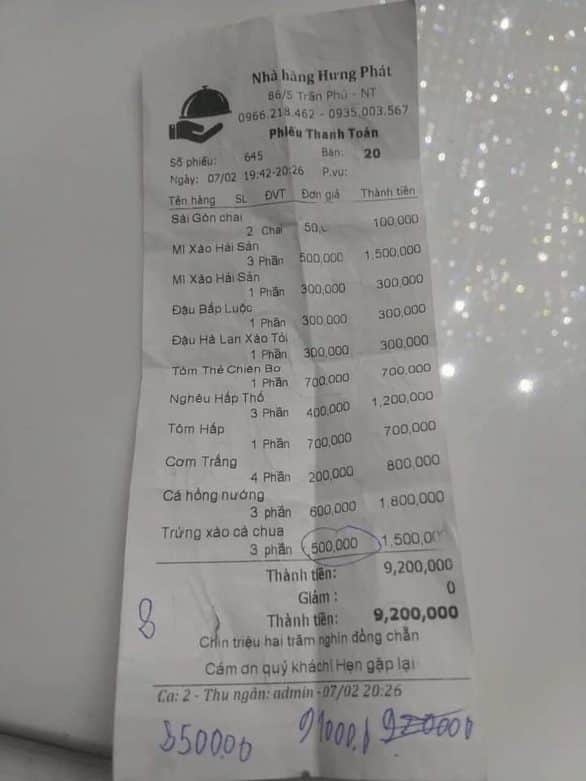 Nhà hàng Hưng Phát
86/5 Trần Phú - NT
0966.218.462 - 0935.003.567
Phiếu Thanh Toán
Số phiếu: 645 Bàn: 20
Ngày: 07/02 19:42-20:26 P.vụ:
Tên hàng SL ĐVT Đơn giá Thành tiền
Sài Gòn chai
2 Chai 100,000
Mì Xào Hải Sản
3 Phần 500,000 1,500,000
Mì Xào Hải Sản
1 Phần 300,000 300,000
Đậu Bắp Luộc
1 Phần 300,000 300,000
Đậu Hà Lan Xào Tỏi
1 Phần 300,000 300,000
Tôm Thẻ Chiên Bơ
1 Phần 700,000 700,000
Nghêu Hấp Thố
3 Phần 400,000 1,200,000
Tôm Hấp
1 Phần 700,000 700,000
Cơm Trắng
4 Phần 200,000 800,000
Cá hồng nướng
3 phần 600,000 1,800,000
Trứng xào cà chua
3 phần 500,000
Thành tiền: 9,200,000
Giảm : 0
Thành tiền: 9,200,000
Chín triệu hai trăm nghìn đồng chẵn
Cám ơn quý khách! Hẹn gặp lại
Ca: 2 - Thu ngân: admin -07/02 20:26